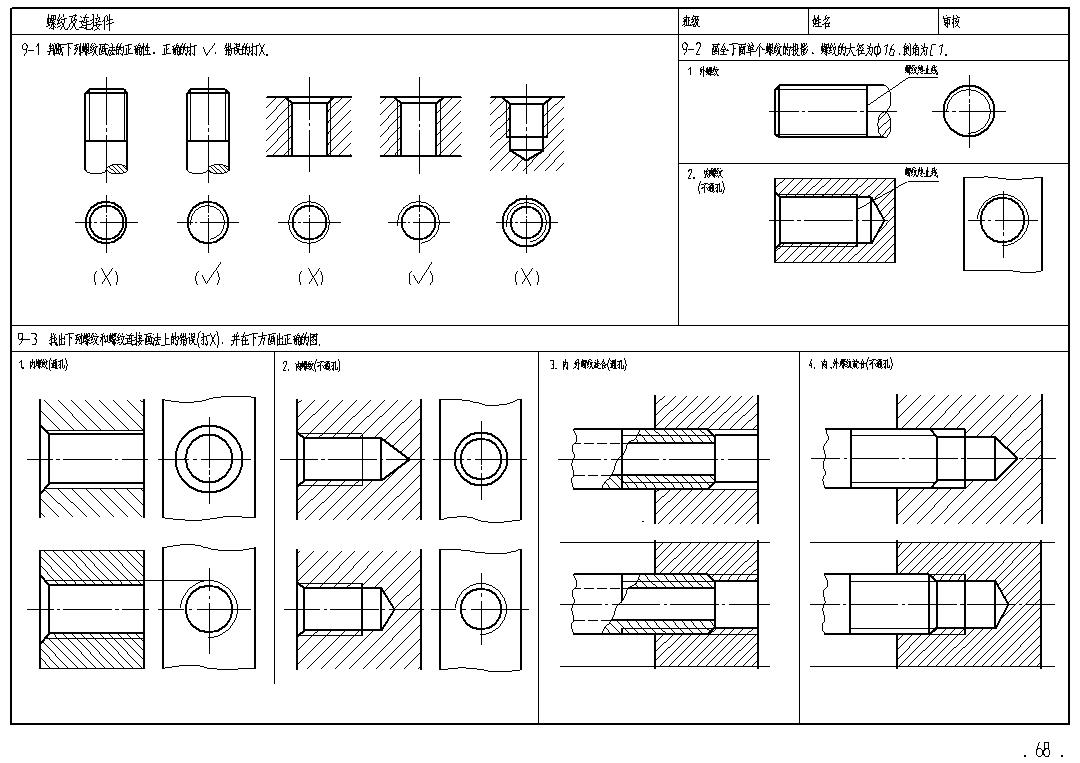 螺纹及连接件 班级 姓名 审核
9-1 判断下列螺纹画法的正确性。正确的打 √，错误的打X。
(X) (√) (X) (√) (X)
9-2 画全下面单个螺纹的投影、螺纹的大径为Φ16、倒角为C1。
1. 外螺纹 螺纹终止线
2. 内螺纹 螺纹终止线
(不通孔)
9-3 找出下列螺纹和螺纹连接画法上的错误(打X)，并在下方画出正确的图.
1. 内螺纹(通孔) 2. 内螺纹(不通孔) 3. 内 外螺纹旋合(通孔) 4. 内、外螺纹旋合(不通孔)
. 68 .